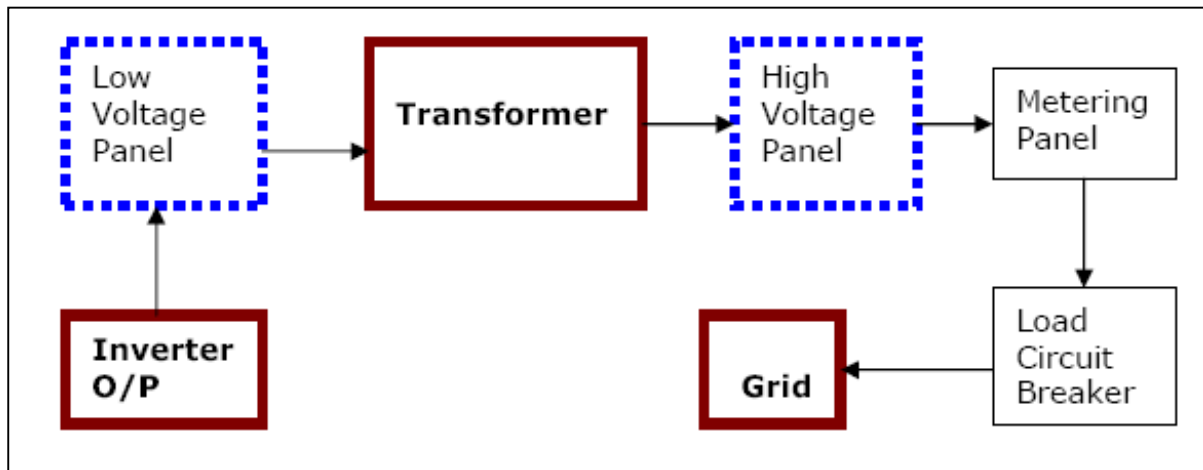 Low
Voltage
Panel
Transformer
High
Voltage
Panel
Metering
Panel
Inverter
O/P
Grid
Load
Circuit
Breaker